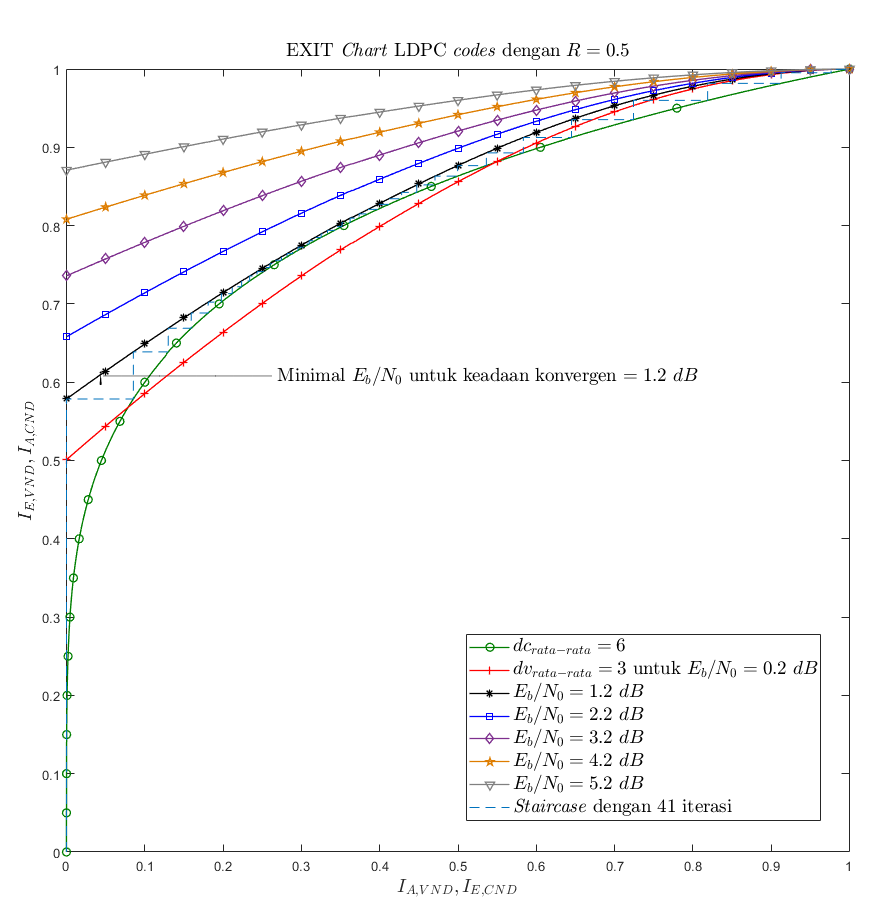 EXIT Chart LDPC codes dengan R = 0.5
1
0.9
0.8
0.7
0.6
0.5
0.4
0.3
0.2
0.1
0
I_{E,VND}, I_{A,CND}
Minimal E_b/N_0 untuk keadaan konvergen = 1.2 dB
dc_{rata-rata} = 6
dv_{rata-rata} = 3 untuk E_b/N_0 = 0.2 dB
E_b/N_0 = 1.2 dB
E_b/N_0 = 2.2 dB
E_b/N_0 = 3.2 dB
E_b/N_0 = 4.2 dB
E_b/N_0 = 5.2 dB
Staircase dengan 41 iterasi
0 0.1 0.2 0.3 0.4 0.5 0.6 0.7 0.8 0.9 1
I_{A,VND}, I_{E,CND}